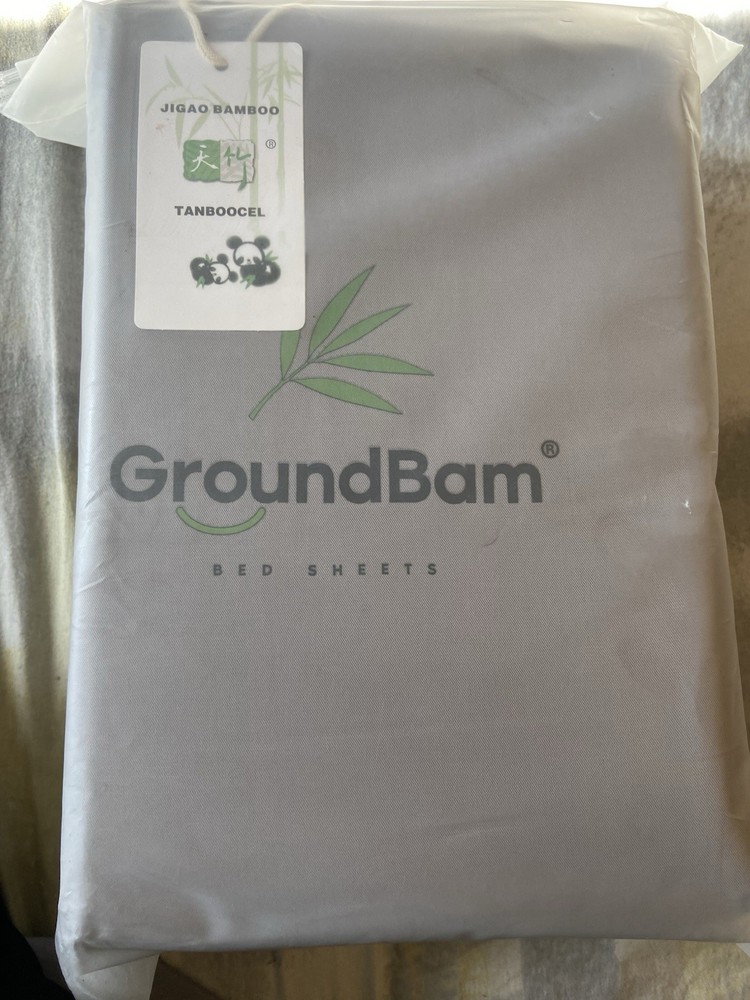 JIGAO BAMBOO
天竹®
TANBOOCEL
GroundBam®
BED SHEETS